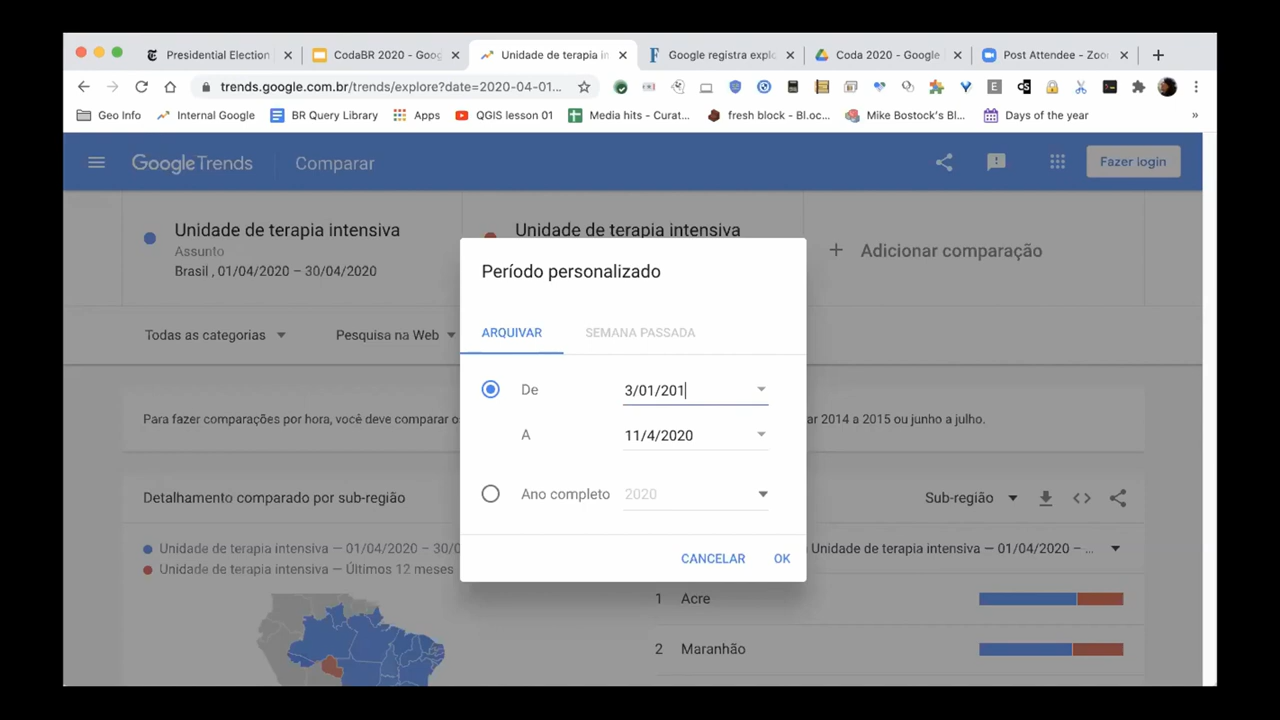 Presidential Election
CodaBR 2020 - Goog
Unidade de terapia in
Google registra explo
Coda 2020 - Google
Post Attendee - Zoo
trends.google.com.br/trends/explore?date=2020-04-01...
Geo Info
Internal Google
BR Query Library
Apps
QGIS lesson 01
Media hits - Curat...
fresh block - Bl.oc...
Mike Bostock's Bl...
Days of the year
»
Google Trends
Comparar
Fazer login
Unidade de terapia intensiva
Assunto
Brasil , 01/04/2020 – 30/04/2020
Unidade de terapia intensiva
+ Adicionar comparação
Todas as categorias
Pesquisa na Web
Período personalizado
ARQUIVAR
SEMANA PASSADA
De
3/01/201
A
11/4/2020
Ano completo
2020
CANCELAR
OK
Para fazer comparações por hora, você deve comparar o
ar 2014 a 2015 ou junho a julho.
Detalhamento comparado por sub-região
Sub-região
Unidade de terapia intensiva — 01/04/2020 – 30/0
Unidade de terapia intensiva — Últimos 12 meses
Unidade de terapia intensiva — 01/04/2020 – ...
1 Acre
2 Maranhão